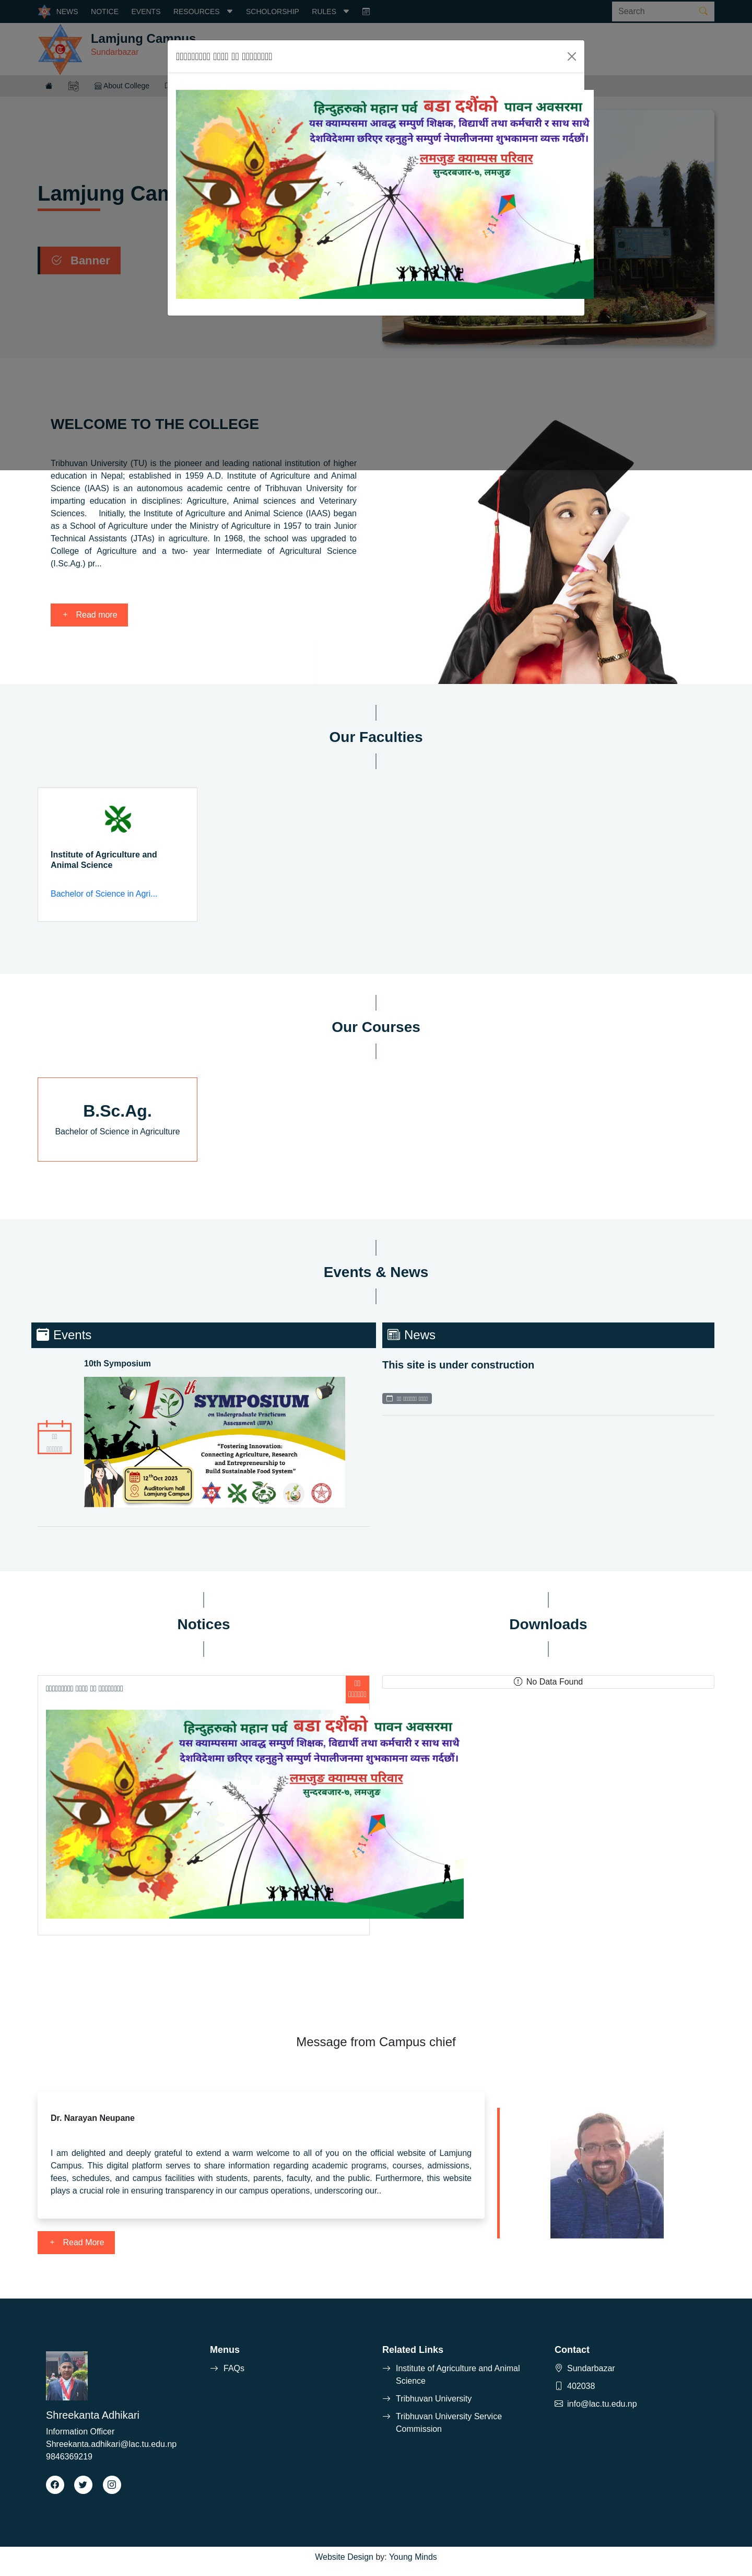 NEWS NOTICE EVENTS RESOURCES SCHOLORSHIP RULES Search
Lamjung Campus
Sundarbazar
About College
हिन्दुहरुको महान पर्व बडा दशैंको पावन अवसरमा
यस क्याम्पसमा आवद्ध सम्पुर्ण शिक्षक, विद्यार्थी तथा कर्मचारी र साथ साथै
देशविदेशमा छरिएर रहनुहुने सम्पुर्ण नेपालीजनमा शुभकामना व्यक्त गर्दछौं।
लमजुङ क्याम्पस परिवार
सुन्दरबजार-७, लमजुङ
Lamjung Cam
Banner
WELCOME TO THE COLLEGE
Tribhuvan University (TU) is the pioneer and leading national institution of higher
education in Nepal; established in 1959 A.D. Institute of Agriculture and Animal
Science (IAAS) is an autonomous academic centre of Tribhuvan University for
imparting education in disciplines: Agriculture, Animal sciences and Veterinary
Sciences. Initially, the Institute of Agriculture and Animal Science (IAAS) began
as a School of Agriculture under the Ministry of Agriculture in 1957 to train Junior
Technical Assistants (JTAs) in agriculture. In 1968, the school was upgraded to
College of Agriculture and a two- year Intermediate of Agricultural Science
(I.Sc.Ag.) pr...
Read more
Our Faculties
Institute of Agriculture and
Animal Science
Bachelor of Science in Agri...
Our Courses
B.Sc.Ag.
Bachelor of Science in Agriculture
Events & News
Events
10th Symposium
10th SYMPOSIUM
on Undergraduate Practicum
Assessment (UPA)
"Fostering Innovation:
Connecting Agriculture, Research
and Entrepreneurship to
Build Sustainable Food System"
12th Oct 2023
Auditorium hall
Lamjung Campus
News
This site is under construction
Notices
हिन्दुहरुको महान पर्व बडा दशैंको पावन अवसरमा
यस क्याम्पसमा आवद्ध सम्पुर्ण शिक्षक, विद्यार्थी तथा कर्मचारी र साथ साथै
देशविदेशमा छरिएर रहनुहुने सम्पुर्ण नेपालीजनमा शुभकामना व्यक्त गर्दछौं।
लमजुङ क्याम्पस परिवार
सुन्दरबजार-७, लमजुङ
Downloads
No Data Found
Message from Campus chief
Dr. Narayan Neupane
I am delighted and deeply grateful to extend a warm welcome to all of you on the official website of Lamjung
Campus. This digital platform serves to share information regarding academic programs, courses, admissions,
fees, schedules, and campus facilities with students, parents, faculty, and the public. Furthermore, this website
plays a crucial role in ensuring transparency in our campus operations, underscoring our..
Read More
Shreekanta Adhikari
Information Officer
Shreekanta.adhikari@lac.tu.edu.np
9846369219
Menus
FAQs
Related Links
Institute of Agriculture and Animal
Science
Tribhuvan University
Tribhuvan University Service
Commission
Contact
Sundarbazar
402038
info@lac.tu.edu.np
Website Design by: Young Minds